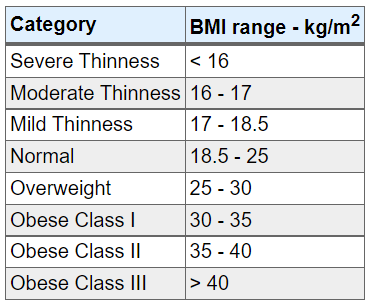 Category BMI range - kg/m2
Severe Thinness < 16
Moderate Thinness 16 - 17
Mild Thinness 17 - 18.5
Normal 18.5 - 25
Overweight 25 - 30
Obese Class I 30 - 35
Obese Class II 35 - 40
Obese Class III > 40